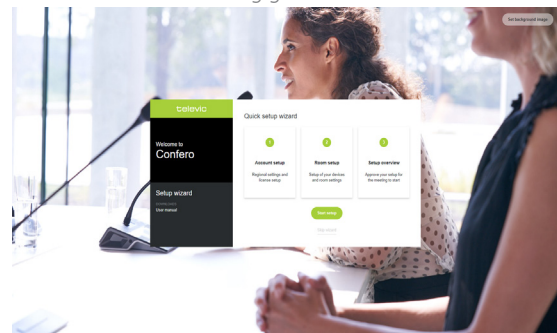 Set background image
televic
Welcome to
Confero
Setup wizard
User manual
Quick setup wizard
1
Account setup
Regional settings and
license setup
Room setup
Setup of your devices
and room settings
3
Setup overview
Approve your setup for
the meeting to start
Start setup